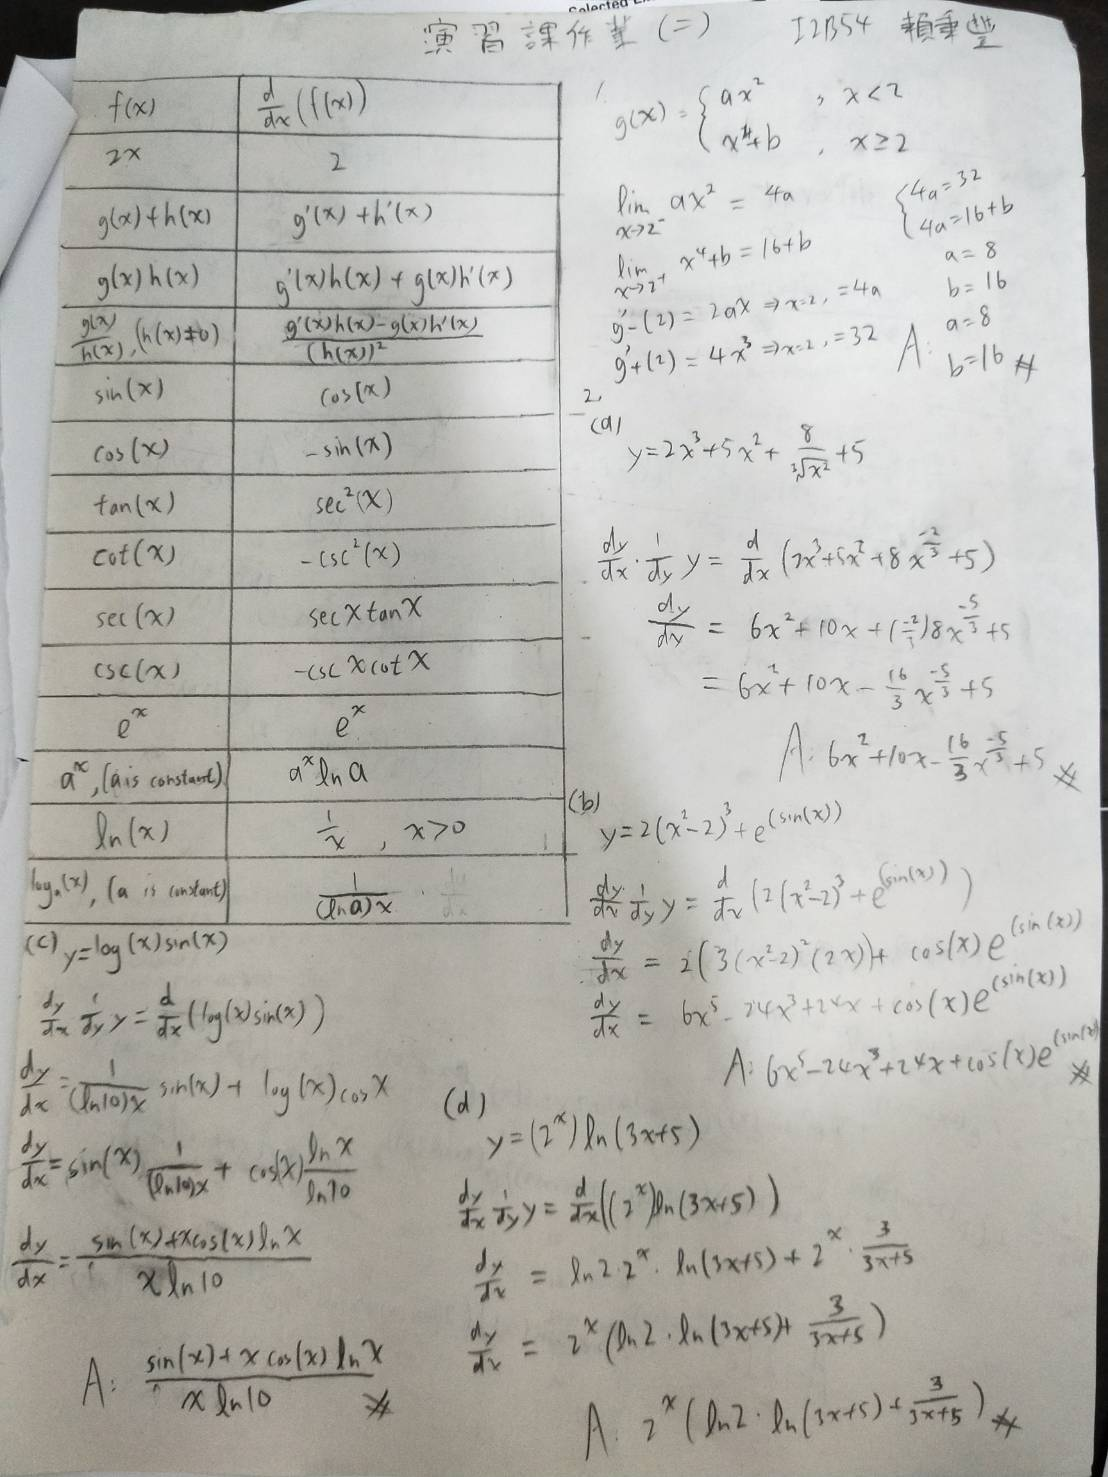 Selected
演習課作業(二) I2B54 賴秉豐
f(x) d/dx (f(x))
2x 2
g(x)+h(x) g'(x)+h'(x)
g(x)h(x) g'(x)h(x)+g(x)h'(x)
g(x)/h(x), (h(x)≠0) (g'(x)h(x)-g(x)h'(x))/(h(x))²
sin(x) cos(x)
cos(x) -sin(x)
tan(x) sec²(x)
cot(x) -csc²(x)
sec(x) secxtanx
csc(x) -cscxcotx
e^x e^x
a^x, (a is constant) a^x ln a
ln(x) 1/x , x>0
log_a(x), (a is constant) 1/((ln a)x)
1.
g(x) = { ax² , x<2
x⁴+b , x≥2
lim x→2⁻ ax² = 4a
lim x→2⁺ x⁴+b = 16+b
g'-(2) = 2ax ⇒ x=2, = 4a
g'+(2) = 4x³ ⇒ x=2, = 32
{ 4a=32
4a=16+b
a=8
b=16
A: a=8
b=16 #
2.
(a)
y=2x³+5x²+8/∛x²+5
dy/dx · 1/dy y = d/dx (2x³+5x²+8x^(-2/3)+5)
dy/dx = 6x²+10x+(-2/3)8x^(-5/3)+5
= 6x²+10x-16/3 x^(-5/3)+5
A: 6x²+10x-16/3 x^(-5/3)+5 #
(b)
y=2(x²-2)³+e^(sin(x))
dy/dx 1/dy y = d/dx (2(x²-2)³+e^(sin(x)))
dy/dx = 2(3(x²-2)²(2x))+ cos(x)e^(sin(x))
dy/dx = 6x⁵-24x³+24x+cos(x)e^(sin(x))
A: 6x⁵-24x³+24x+cos(x)e^(sin(x)) #
(c) y=log(x)sin(x)
dy/dx 1/dy y = d/dx (log(x)sin(x))
dy/dx = 1/((ln10)x) sin(x)+ log(x)cosx
dy/dx = sin(x) 1/((ln10)x) + cos(x) lnx/ln10
dy/dx = (sin(x)+xcos(x)lnx)/(xln10)
A: (sin(x)+xcos(x)lnx)/(xln10) #
(d)
y=(2^x)ln(3x+5)
dy/dx 1/dy y = d/dx((2^x)ln(3x+5))
dy/dx = ln2·2^x·ln(3x+5)+2^x·3/(3x+5)
dy/dx = 2^x(ln2·ln(3x+5)+3/(3x+5))
A: 2^x(ln2·ln(3x+5)+3/(3x+5)) #